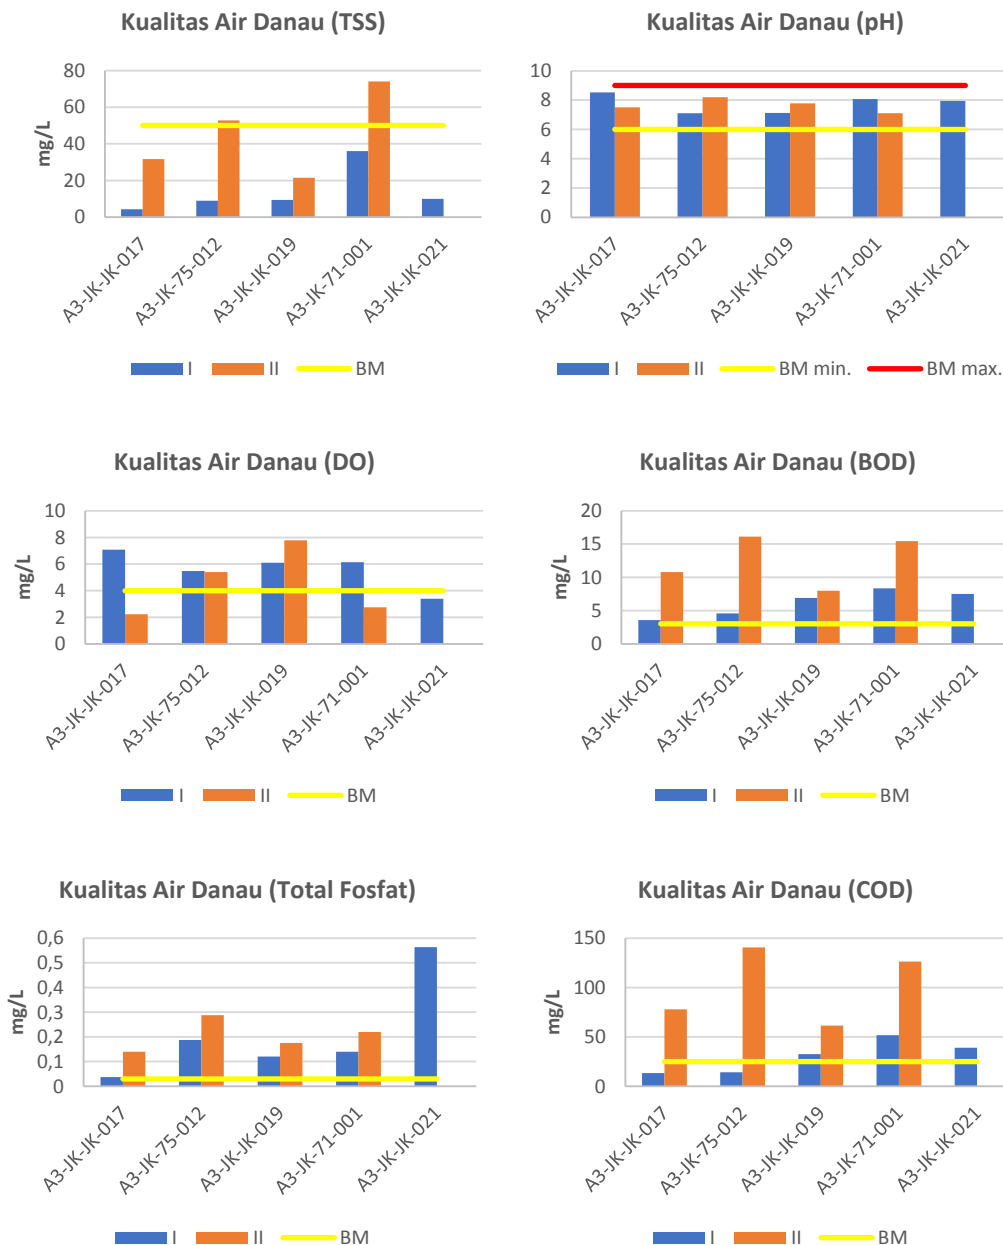 Kualitas Air Danau (TSS)
mg/L
80
60
40
20
0
A3-JK-JK-017
A3-JK-75-012
A3-JK-JK-019
A3-JK-71-001
A3-JK-JK-021
I II BM
Kualitas Air Danau (pH)
10
8
6
4
2
0
A3-JK-JK-017
A3-JK-75-012
A3-JK-JK-019
A3-JK-71-001
A3-JK-JK-021
I II BM min. BM max.
Kualitas Air Danau (DO)
mg/L
10
8
6
4
2
0
A3-JK-JK-017
A3-JK-75-012
A3-JK-JK-019
A3-JK-71-001
A3-JK-JK-021
I II BM
Kualitas Air Danau (BOD)
mg/L
20
15
10
5
0
A3-JK-JK-017
A3-JK-75-012
A3-JK-JK-019
A3-JK-71-001
A3-JK-JK-021
I II BM
Kualitas Air Danau (Total Fosfat)
mg/L
0,6
0,5
0,4
0,3
0,2
0,1
0
A3-JK-JK-017
A3-JK-75-012
A3-JK-JK-019
A3-JK-71-001
A3-JK-JK-021
I II BM
Kualitas Air Danau (COD)
mg/L
150
100
50
0
A3-JK-JK-017
A3-JK-75-012
A3-JK-JK-019
A3-JK-71-001
A3-JK-JK-021
I II BM